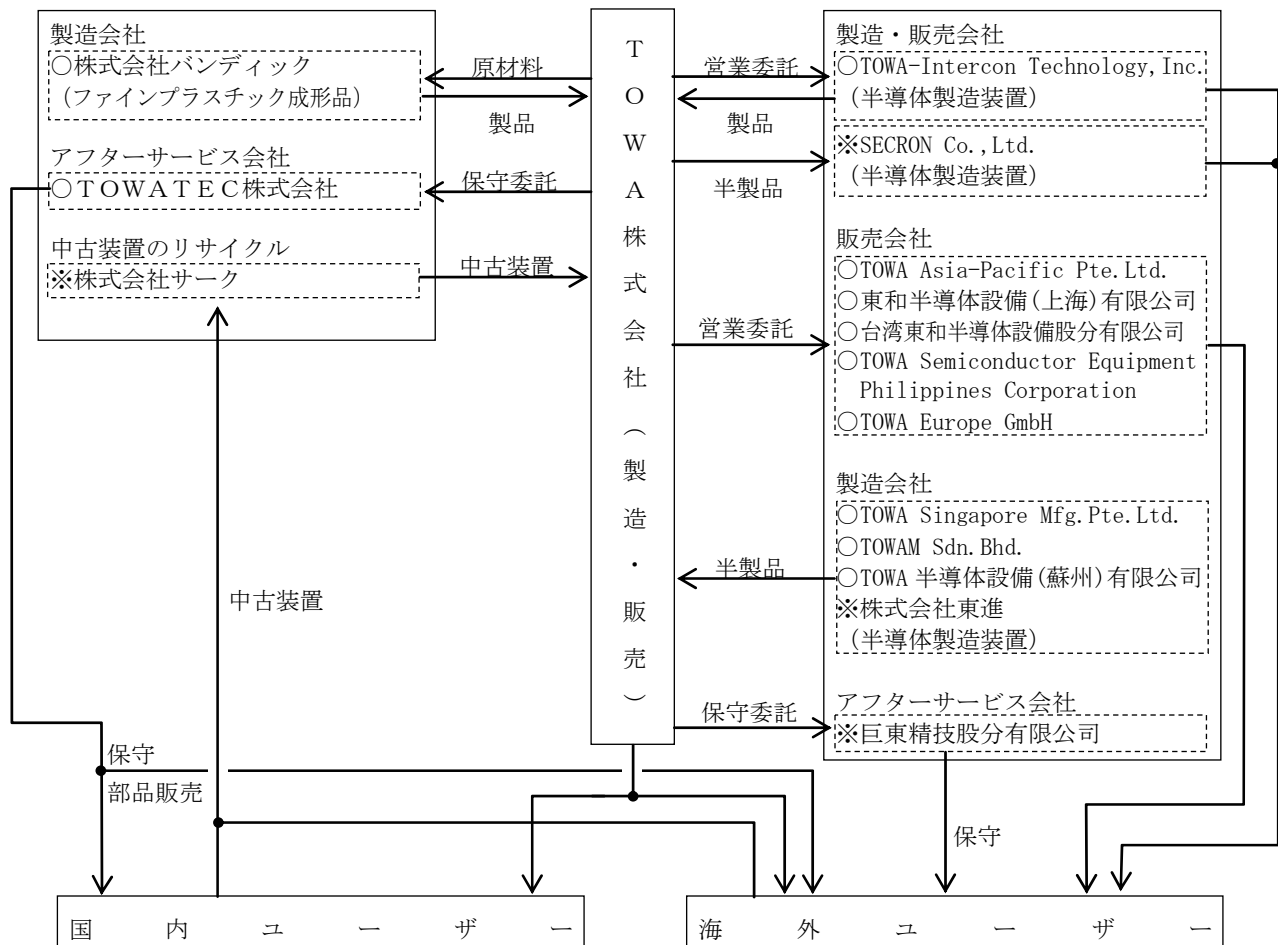 製造会社
○株式会社バンディック
(ファインプラスチック成形品)
アフターサービス会社
○TOWATEC株式会社
中古装置のリサイクル
※株式会社サーク
原材料
製品
保守委託
中古装置
TOWA株式会社(製造・販売)
営業委託
製品
半製品
営業委託
半製品
保守委託
製造・販売会社
○TOWA-Intercon Technology,Inc.
(半導体製造装置)
※SECRON Co.,Ltd.
(半導体製造装置)
販売会社
○TOWA Asia-Pacific Pte.Ltd.
○東和半導体設備(上海)有限公司
○台湾東和半導体設備股分有限公司
○TOWA Semiconductor Equipment
Philippines Corporation
○TOWA Europe GmbH
製造会社
○TOWA Singapore Mfg.Pte.Ltd.
○TOWAM Sdn.Bhd.
○TOWA 半導体設備(蘇州)有限公司
※株式会社東進
(半導体製造装置)
アフターサービス会社
※巨東精技股分有限公司
中古装置
保守
部品販売
保守
国内ユーザー
海外ユーザー